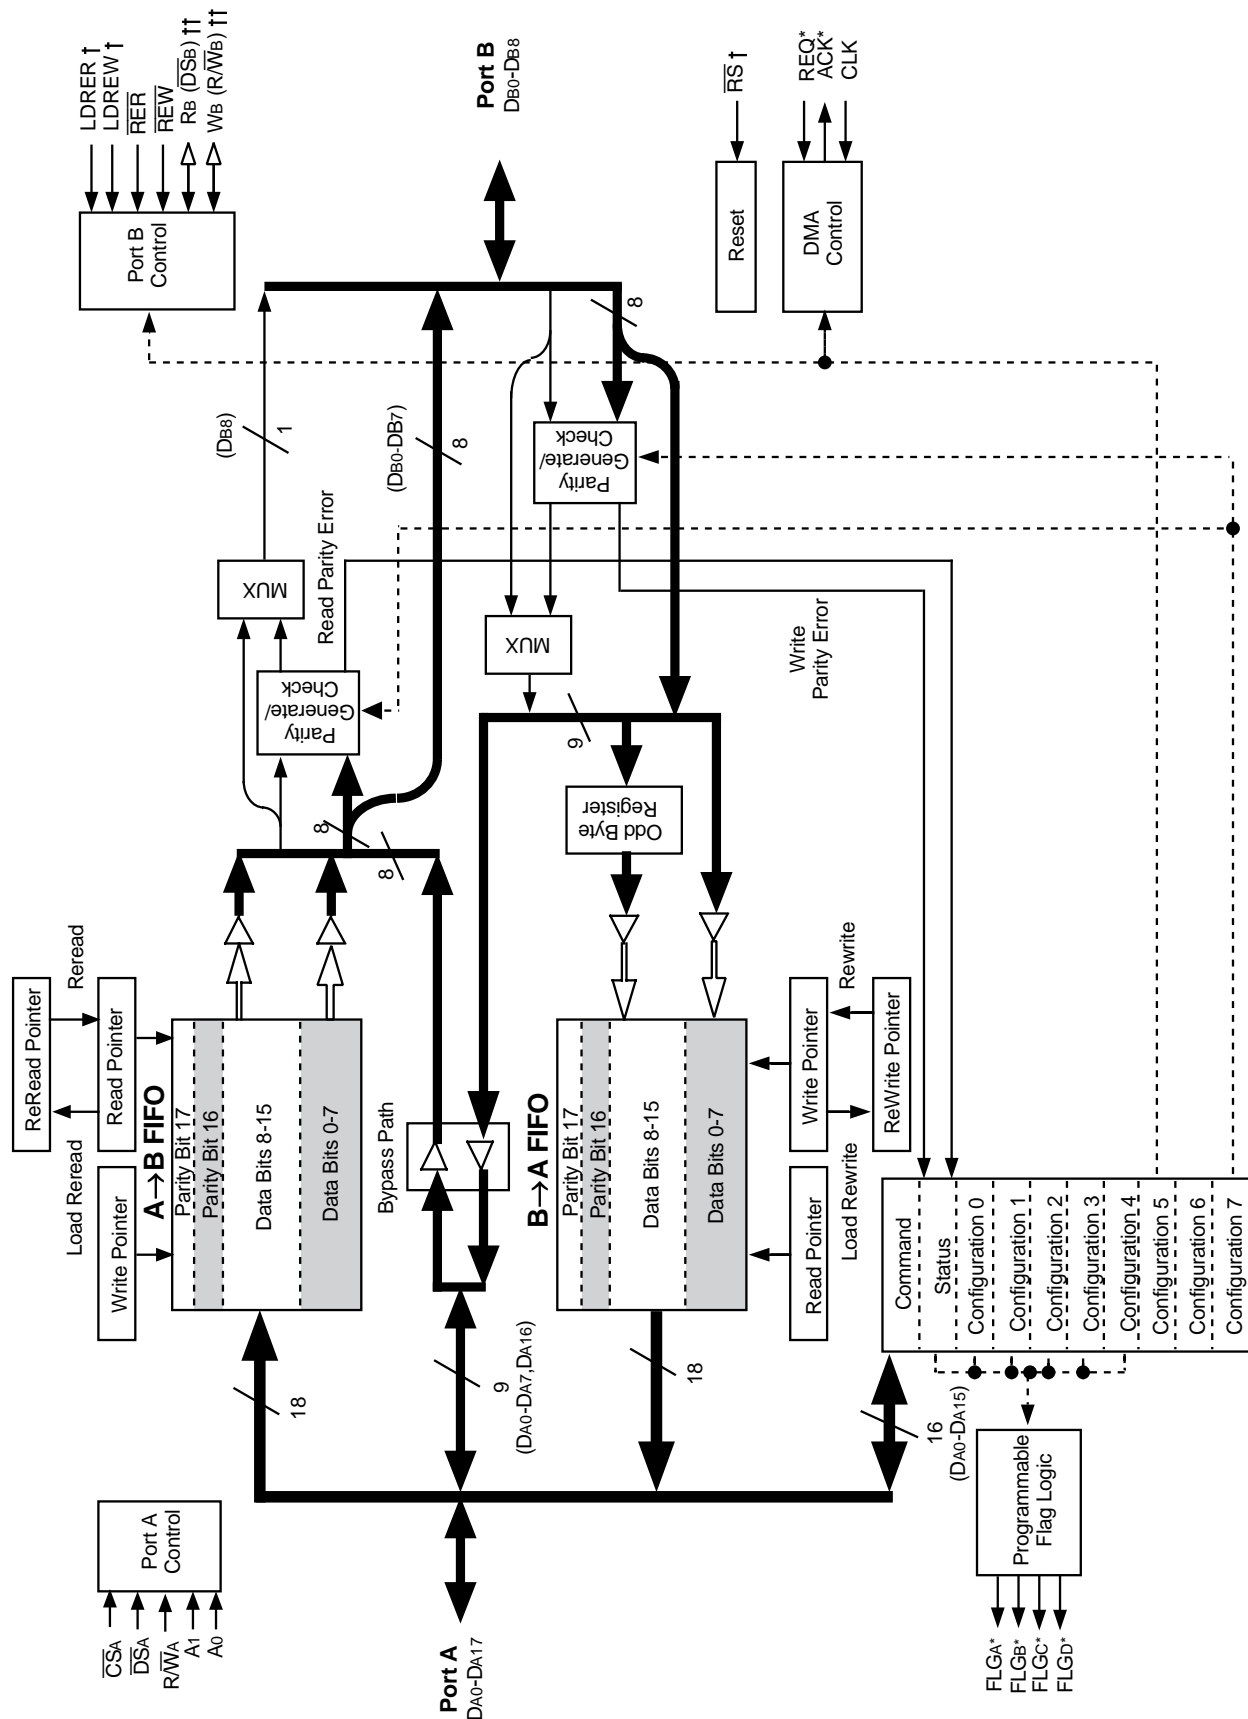 LDRER †
LDREW †
RER
REW
RB (DSB) ††
WB (R/WB) ††
Port B
Control
Port B
DB0-DB8
RS †
Reset
REQ*
ACK*
CLK
DMA
Control
(DB8)
1
(DB0-DB7)
8
8
MUX
Read Parity Error
Parity
Generate/
Check
Parity
Generate/
Check
MUX
Write
Parity Error
8
8
9
Odd Byte
Register
ReRead Pointer
Reread
Load Reread
Read Pointer
Write Pointer
A→B FIFO
Parity Bit 17
Parity Bit 16
Data Bits 8-15
Data Bits 0-7
Bypass Path
B→A FIFO
Parity Bit 17
Parity Bit 16
Data Bits 8-15
Data Bits 0-7
Write Pointer
Read Pointer
Rewrite
Load Rewrite
ReWrite Pointer
18
9
(DA0-DA7,DA16)
18
16
(DA0-DA15)
Command
Status
Configuration 0
Configuration 1
Configuration 2
Configuration 3
Configuration 4
Configuration 5
Configuration 6
Configuration 7
Port A
Control
CSA
DSA
R/WA
A1
A0
Port A
DA0-DA17
Programmable
Flag Logic
FLGA*
FLGB*
FLGC*
FLGD*